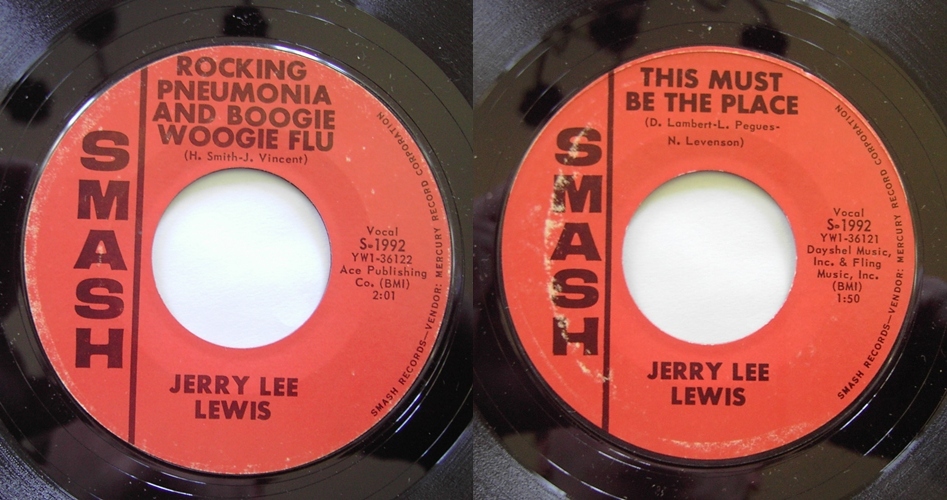 ROCKING
PNEUMONIA
AND BOOGIE
WOOGIE FLU
(H. Smith-J. Vincent)
SMASH
Vocal
S-1992
YW1-36122
Ace Publishing
Co. (BMI)
2:01
JERRY LEE
LEWIS
SMASH RECORDS—VENDOR: MERCURY RECORD CORPORATION
THIS MUST
BE THE PLACE
(D. Lambert-L. Pegues-
N. Levenson)
SMASH
Vocal
S-1992
YW1-36121
Dayshel Music,
Inc. & Fling
Music, Inc.
(BMI)
1:50
JERRY LEE
LEWIS
SMASH RECORDS—VENDOR: MERCURY RECORD CORPORATION